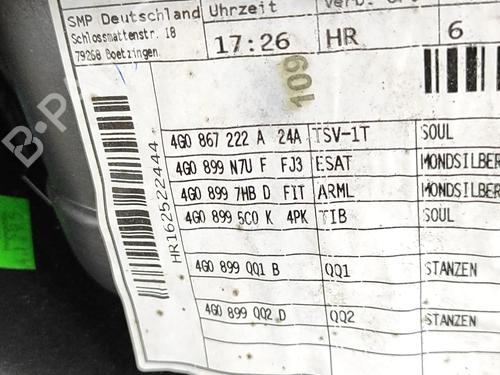 SMP Deutschland
Schlossmattenstr. 18
79268 Boetzingen
Uhrzeit
17:26
HR
6
109
4G0 867 222 A 24A TSV-1T SOUL
4G0 899 N7U F FJ3 ESAT MONDSILBER
4G0 899 7HB D F1T ARML MONDSILBER
4G0 899 5C0 K 4PK TIB SOUL
4G0 899 QQ1 B QQ1 STANZEN
4G0 899 QQ2 D QQ2 STANZEN
HR162522444
B-PARTS